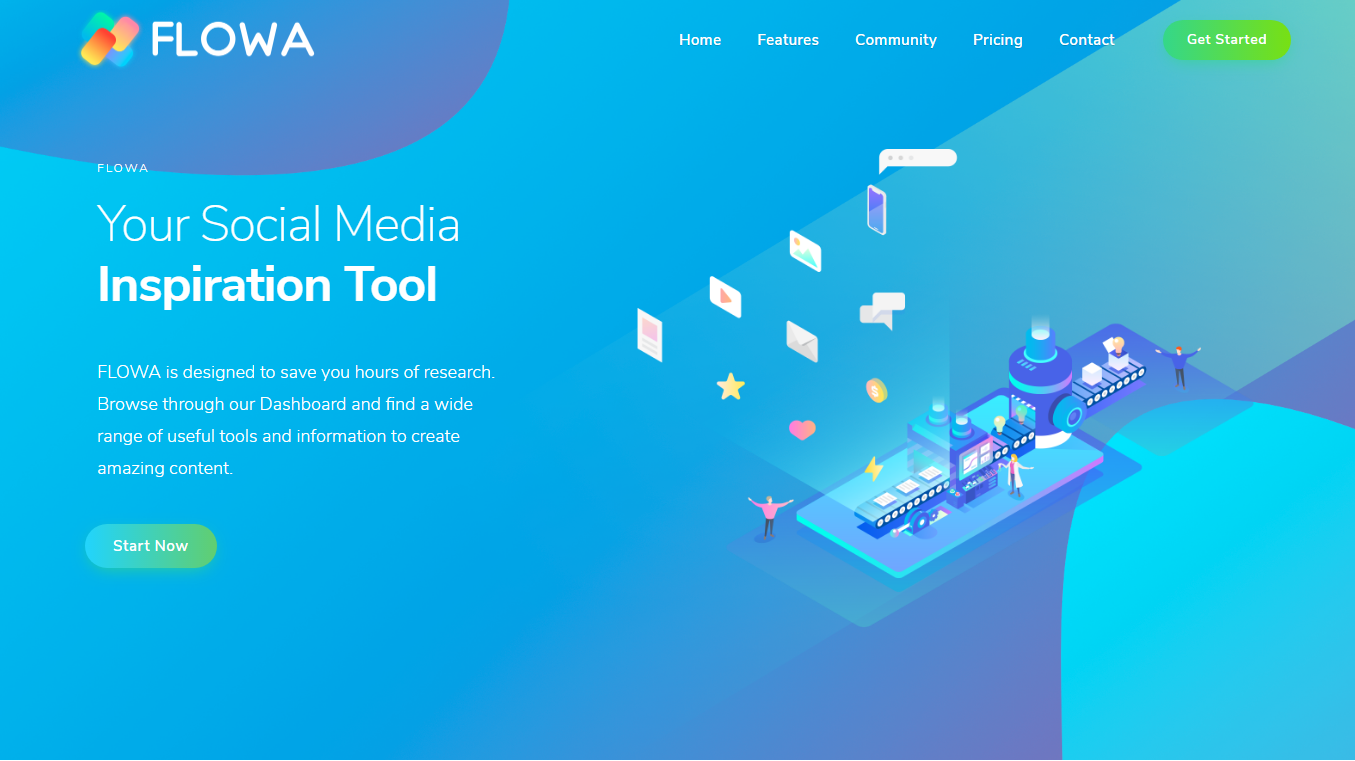 FLOWA
Home Features Community Pricing Contact Get Started
FLOWA
Your Social Media
Inspiration Tool
FLOWA is designed to save you hours of research.
Browse through our Dashboard and find a wide
range of useful tools and information to create
amazing content.
Start Now